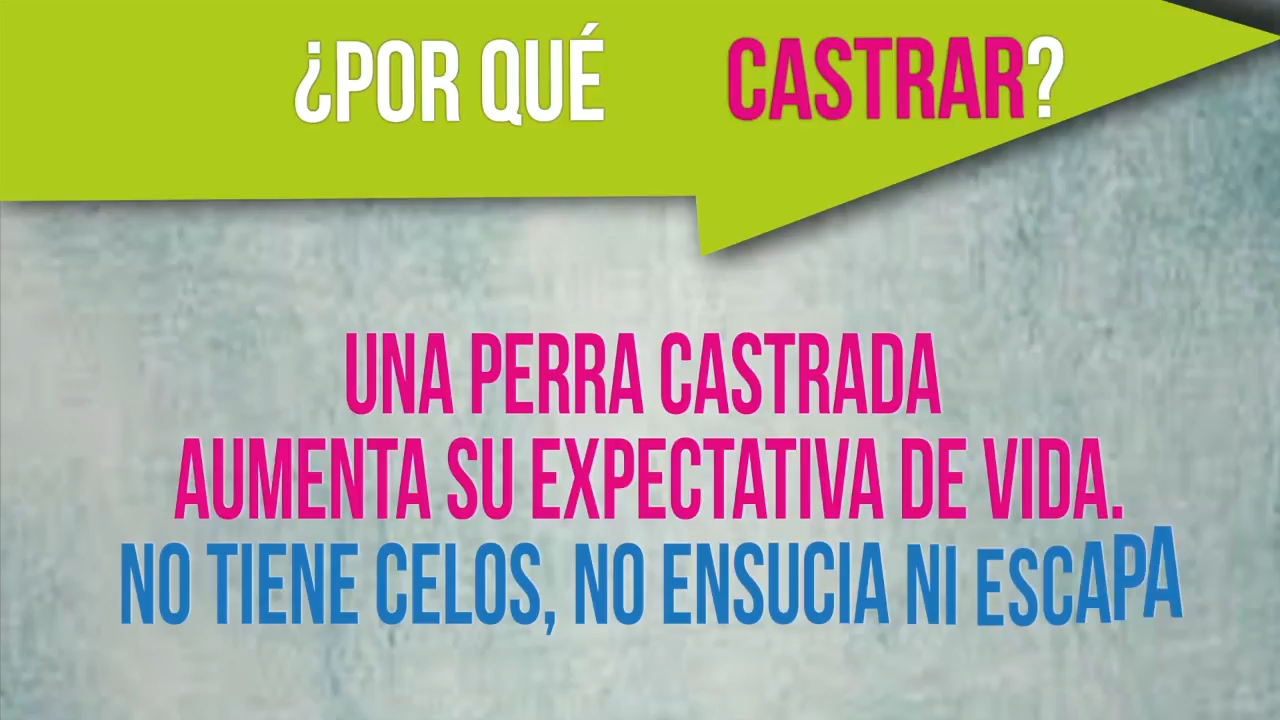 ¿POR QUÉ CASTRAR?
UNA PERRA CASTRADA
AUMENTA SU EXPECTATIVA DE VIDA.
NO TIENE CELOS, NO ENSUCIA NI ESCAPA